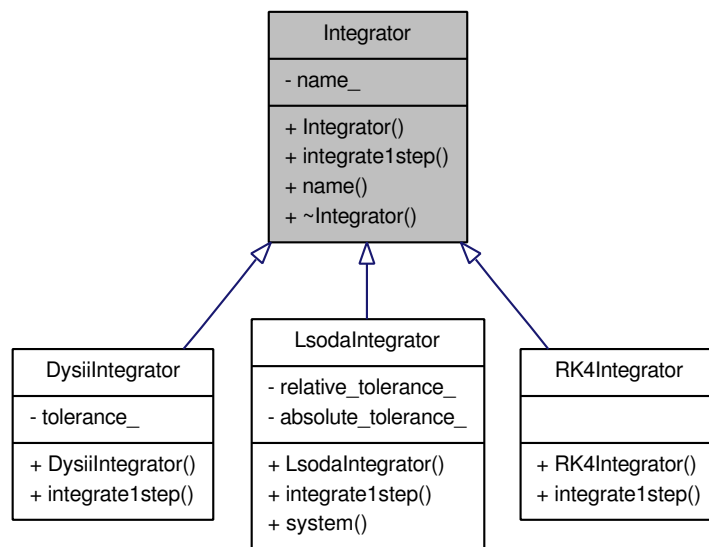 Integrator
- name_
+ Integrator()
+ integrate1step()
+ name()
+ ~Integrator()
DysiiIntegrator
- tolerance_
+ DysiiIntegrator()
+ integrate1step()
LsodaIntegrator
- relative_tolerance_
- absolute_tolerance_
+ LsodaIntegrator()
+ integrate1step()
+ system()
RK4Integrator
+ RK4Integrator()
+ integrate1step()